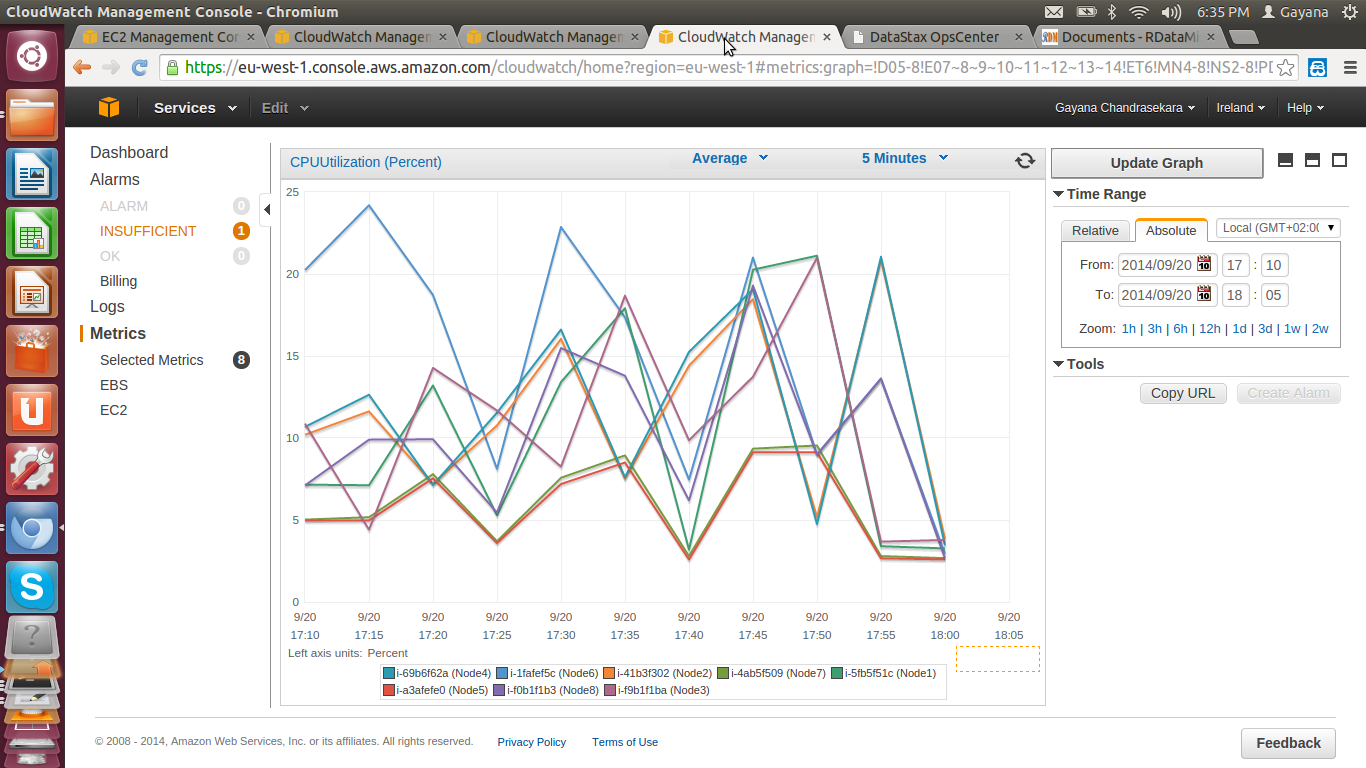 CloudWatch Management Console - Chromium
6:35 PM Gayana
EC2 Management Co
CloudWatch Manager
CloudWatch Manager
CloudWatch Manager
DataStax OpsCenter
Documents - RDataMi
https://eu-west-1.console.aws.amazon.com/cloudwatch/home?region=eu-west-1#metrics:graph=!D05-8!E07~8~9~10~11~12~13~14!ET6!MN4-8!NS2-8!P
Services Edit
Gayana Chandrasekara Ireland Help
Dashboard
Alarms
ALARM 0
INSUFFICIENT 1
OK 0
Billing
Logs
Metrics
Selected Metrics 8
EBS
EC2
CPUUtilization (Percent) Average 5 Minutes
25
20
15
10
5
0
9/20 9/20 9/20 9/20 9/20 9/20 9/20 9/20 9/20 9/20 9/20 9/20
17:10 17:15 17:20 17:25 17:30 17:35 17:40 17:45 17:50 17:55 18:00 18:05
Left axis units: Percent
i-69b6f62a (Node4) i-1fafef5c (Node6) i-41b3f302 (Node2) i-4ab5f509 (Node7) i-5fb5f51c (Node1)
i-a3afefe0 (Node5) i-f0b1f1b3 (Node8) i-f9b1f1ba (Node3)
Update Graph
Time Range
Relative Absolute Local (GMT+02:00
From: 2014/09/20 10 17 : 10
To: 2014/09/20 10 18 : 05
Zoom: 1h | 3h | 6h | 12h | 1d | 3d | 1w | 2w
Tools
Copy URL Create Alarm
© 2008 - 2014, Amazon Web Services, Inc. or its affiliates. All rights reserved. Privacy Policy Terms of Use
Feedback